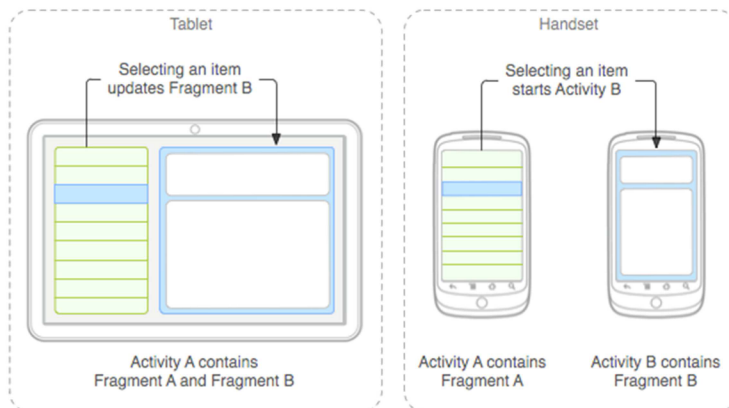 Tablet
Selecting an item
updates Fragment B
Activity A contains
Fragment A and Fragment B
Handset
Selecting an item
starts Activity B
Activity A contains
Fragment A
Activity B contains
Fragment B